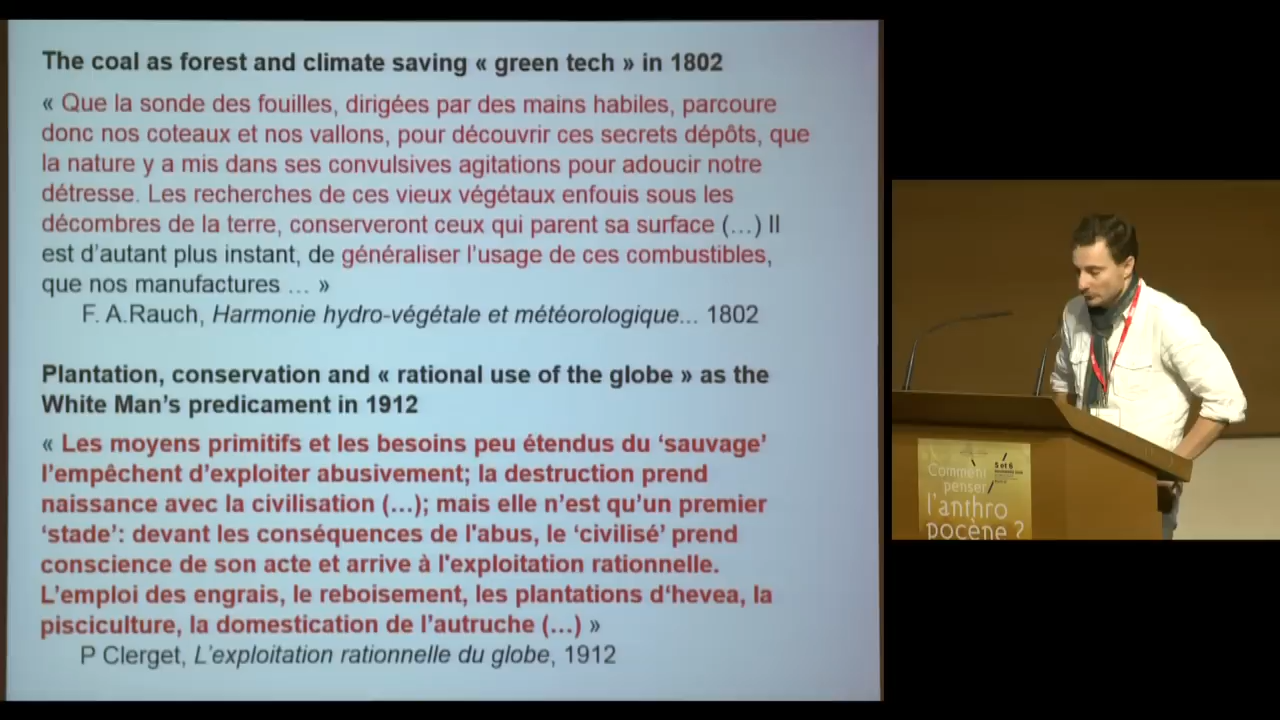 The coal as forest and climate saving « green tech » in 1802
« Que la sonde des fouilles, dirigées par des mains habiles, parcoure
donc nos coteaux et nos vallons, pour découvrir ces secrets dépôts, que
la nature y a mis dans ses convulsives agitations pour adoucir notre
détresse. Les recherches de ces vieux végétaux enfouis sous les
décombres de la terre, conserveront ceux qui parent sa surface (…) Il
est d’autant plus instant, de généraliser l’usage de ces combustibles,
que nos manufactures … »
F. A.Rauch, Harmonie hydro-végétale et météorologique... 1802
Plantation, conservation and « rational use of the globe » as the
White Man’s predicament in 1912
« Les moyens primitifs et les besoins peu étendus du ‘sauvage’
l’empêchent d’exploiter abusivement; la destruction prend
naissance avec la civilisation (…); mais elle n’est qu’un premier
‘stade’: devant les conséquences de l'abus, le ‘civilisé’ prend
conscience de son acte et arrive à l'exploitation rationnelle.
L’emploi des engrais, le reboisement, les plantations d‘hevea, la
pisciculture, la domestication de l’autruche (…) »
P Clerget, L’exploitation rationnelle du globe, 1912
Comment
penser
l'anthro
pocène ?
5 et 6